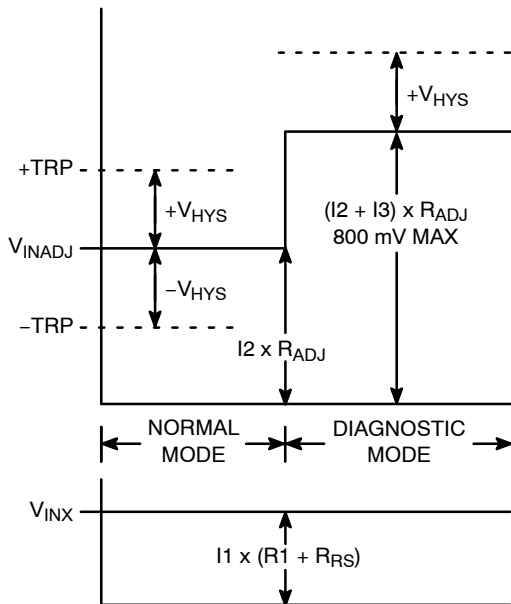 +VHYS
+TRP
+VHYS
(I2 + I3) x RADJ
800 mV MAX
VINADJ
−VHYS
−TRP
I2 x RADJ
NORMAL
MODE
DIAGNOSTIC
MODE
VINX
I1 x (R1 + RRS)